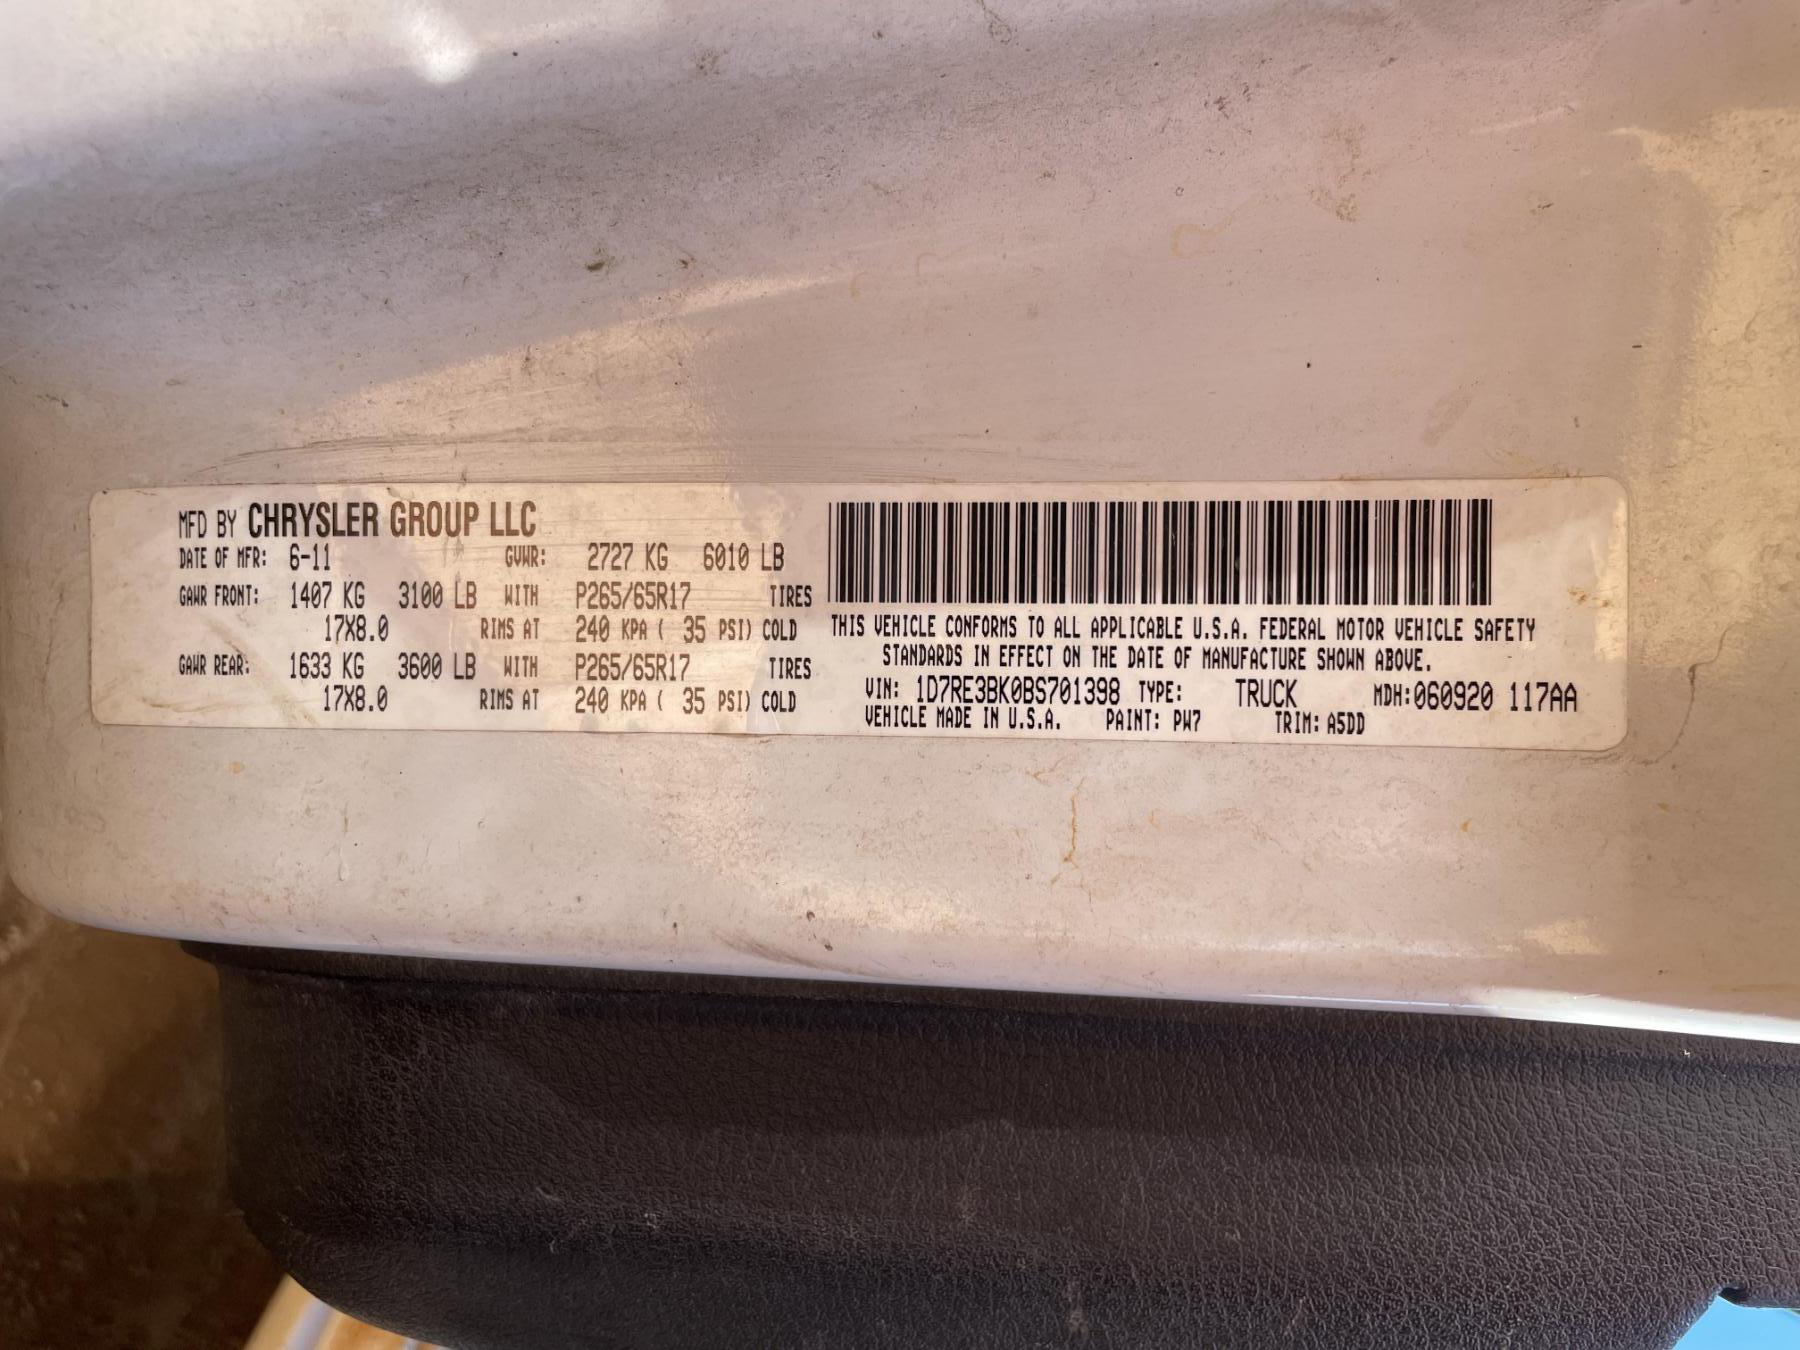 MFD BY CHRYSLER GROUP LLC
DATE OF MFR: 6-11 GVWR: 2727 KG 6010 LB
GAWR FRONT: 1407 KG 3100 LB WITH P265/65R17 TIRES
17X8.0 RIMS AT 240 KPA ( 35 PSI) COLD
GAWR REAR: 1633 KG 3600 LB WITH P265/65R17 TIRES
17X8.0 RIMS AT 240 KPA ( 35 PSI) COLD
THIS VEHICLE CONFORMS TO ALL APPLICABLE U.S.A. FEDERAL MOTOR VEHICLE SAFETY
STANDARDS IN EFFECT ON THE DATE OF MANUFACTURE SHOWN ABOVE.
VIN: 1D7RE3BK0BS701398 TYPE: TRUCK MDH:060920 117AA
VEHICLE MADE IN U.S.A. PAINT: PW7 TRIM: A5DD